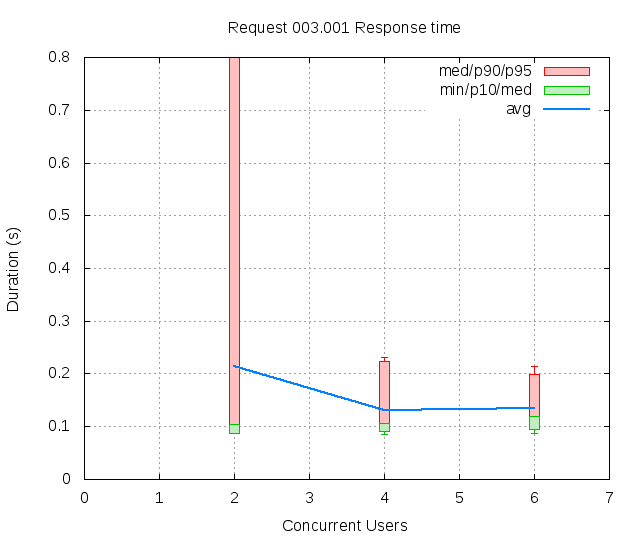 Request 003.001 Response time
med/p90/p95
min/p10/med
avg
0.8
0.7
0.6
0.5
0.4
0.3
0.2
0.1
0
Duration (s)
0 1 2 3 4 5 6 7
Concurrent Users